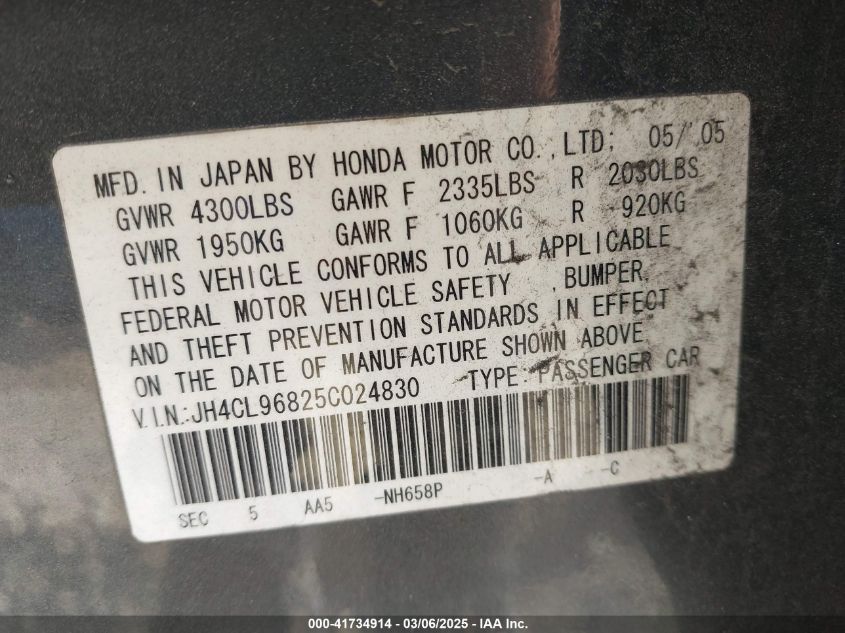 MFD. IN JAPAN BY HONDA MOTOR CO., LTD; 05/ 05
GVWR 4300LBS GAWR F 2335LBS R 2030LBS
GVWR 1950KG GAWR F 1060KG R 920KG
THIS VEHICLE CONFORMS TO ALL APPLICABLE
FEDERAL MOTOR VEHICLE SAFETY , BUMPER,
AND THEFT PREVENTION STANDARDS IN EFFECT
ON THE DATE OF MANUFACTURE SHOWN ABOVE
V.I.N.:JH4CL96825C024830 TYPE: PASSENGER CAR
SEC 5 AA5 -NH658P -A -C
000-41734914 - 03/06/2025 - IAA Inc.